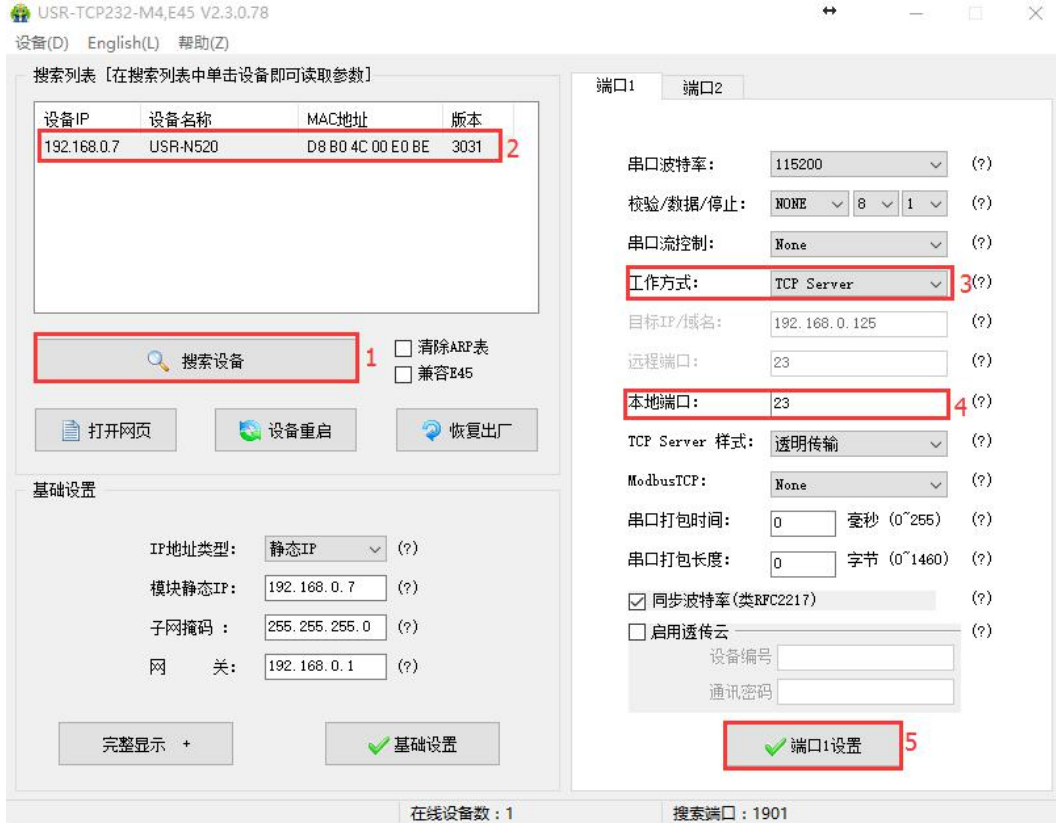 USR-TCP232-M4,E45 V2.3.0.78
设备(D) English(L) 帮助(Z)
搜索列表 [在搜索列表中单击设备即可读取参数]
设备IP 设备名称 MAC地址 版本
192.168.0.7 USR-N520 D8 B0 4C 00 E0 BE 3031 2
搜索设备 1
清除ARP表
兼容E45
打开网页 设备重启 恢复出厂
基础设置
IP地址类型: 静态IP (?)
模块静态IP: 192.168.0.7 (?)
子网掩码 : 255.255.255.0 (?)
网 关: 192.168.0.1 (?)
完整显示 + 基础设置
端口1 端口2
串口波特率: 115200 (?)
校验/数据/停止: NONE 8 1 (?)
串口流控制: None (?)
工作方式: TCP Server 3 (?)
目标IP/域名: 192.168.0.125 (?)
远程端口: 23 (?)
本地端口: 23 4 (?)
TCP Server 样式: 透明传输 (?)
ModbusTCP: None (?)
串口打包时间: 0 毫秒 (0~255) (?)
串口打包长度: 0 字节 (0~1460) (?)
同步波特率(类RFC2217) (?)
启用透传云 (?)
设备编号
通讯密码
端口1设置 5
在线设备数:1 搜索端口:1901